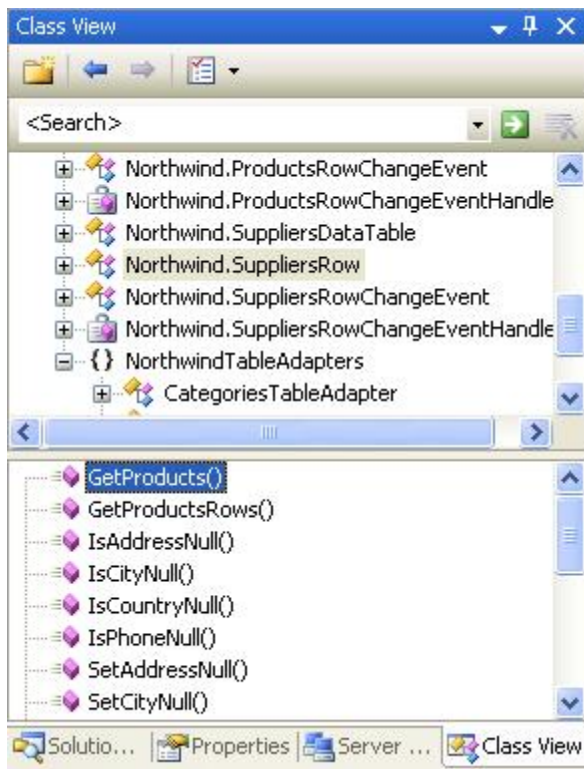 Class View
<Search>
Northwind.ProductsRowChangeEvent
Northwind.ProductsRowChangeEventHandle
Northwind.SuppliersDataTable
Northwind.SuppliersRow
Northwind.SuppliersRowChangeEvent
Northwind.SuppliersRowChangeEventHandle
{} NorthwindTableAdapters
CategoriesTableAdapter
GetProducts()
GetProductsRows()
IsAddressNull()
IsCityNull()
IsCountryNull()
IsPhoneNull()
SetAddressNull()
SetCityNull()
Solutio... Properties Server ... Class View